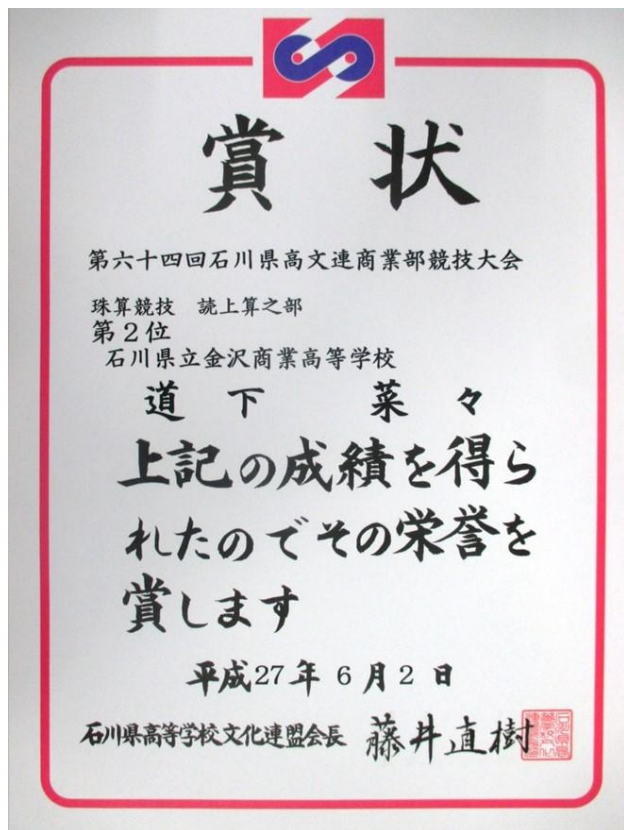 賞 状
第六十四回石川県高文連商業部競技大会
珠算競技 読上算之部
第2位
石川県立金沢商業高等学校
道 下 菜 々
上記の成績を得ら
れたのでその栄誉を
賞します
平成27年6月2日
石川県高等学校文化連盟会長 藤井直樹